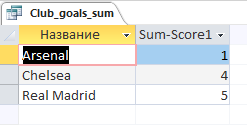 Club_goals_sum
Название Sum-Score1
Arsenal 1
Chelsea 4
Real Madrid 5